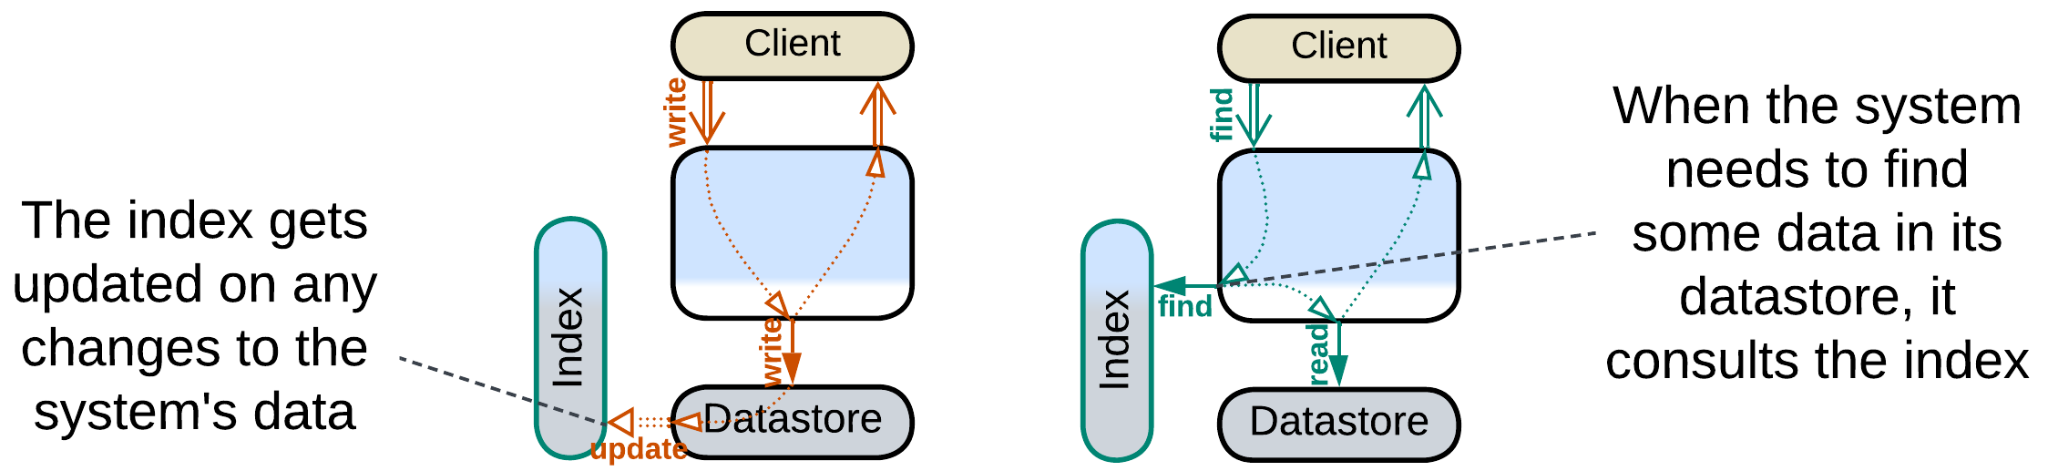 The index gets
updated on any
changes to the
system's data
Client
write
write
Index
Datastore
update
Client
find
find
Index
read
Datastore
When the system
needs to find
some data in its
datastore, it
consults the index